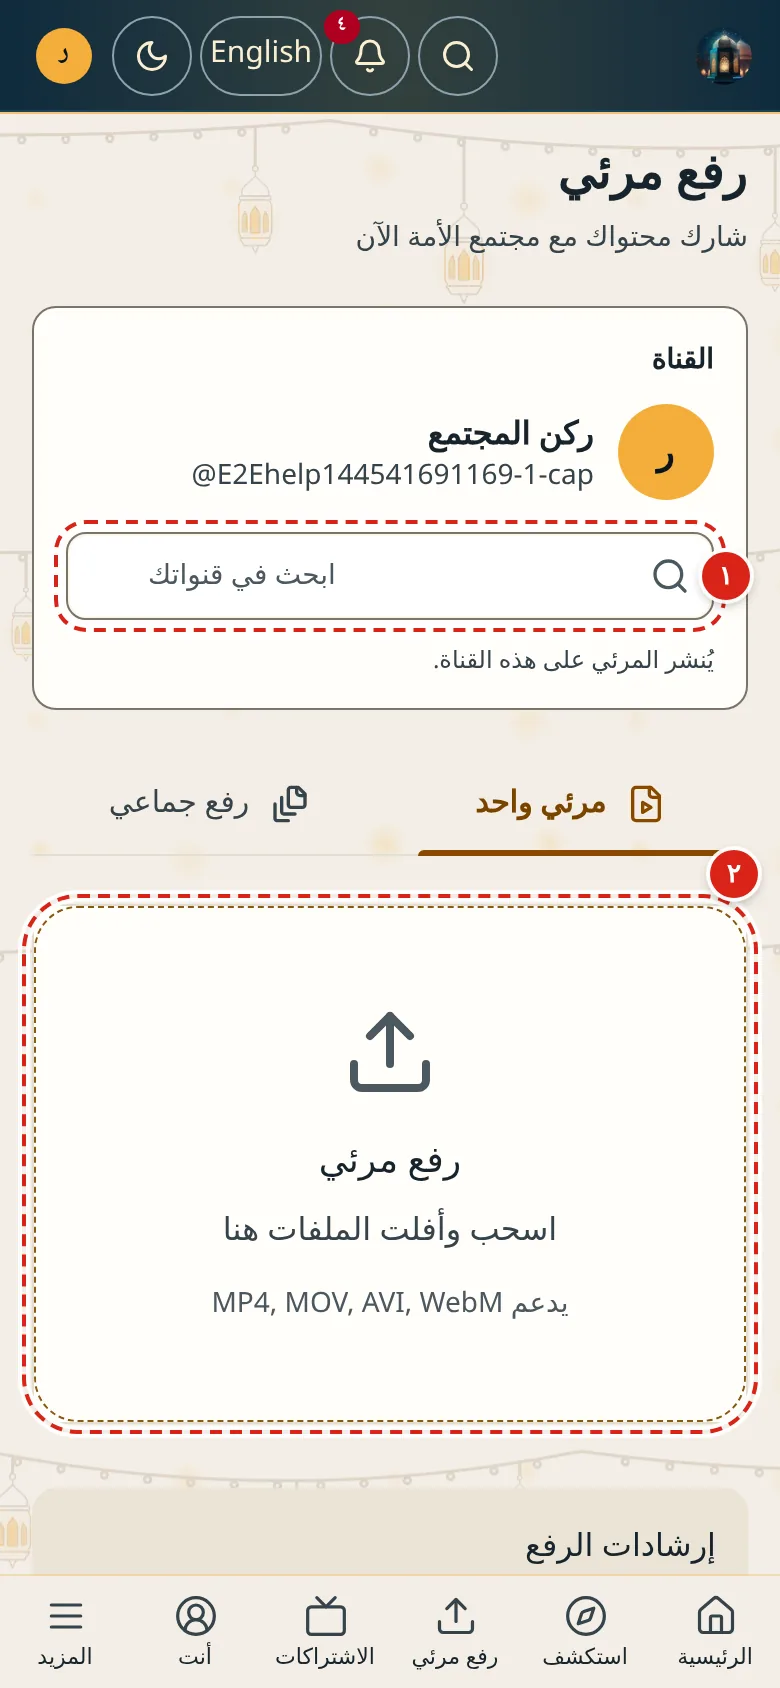 ر
English
٤
رفع مرئي
شارك محتواك مع مجتمع الأمة الآن
القناة
ر
ركن المجتمع
@E2Ehelp144541691169-1-cap
ابحث في قنواتك
١
يُنشر المرئي على هذه القناة.
مرئي واحد
رفع جماعي
٢
رفع مرئي
اسحب وأفلت الملفات هنا
يدعم MP4, MOV, AVI, WebM
إرشادات الرفع
الرئيسية
استكشف
رفع مرئي
الاشتراكات
أنت
المزيد